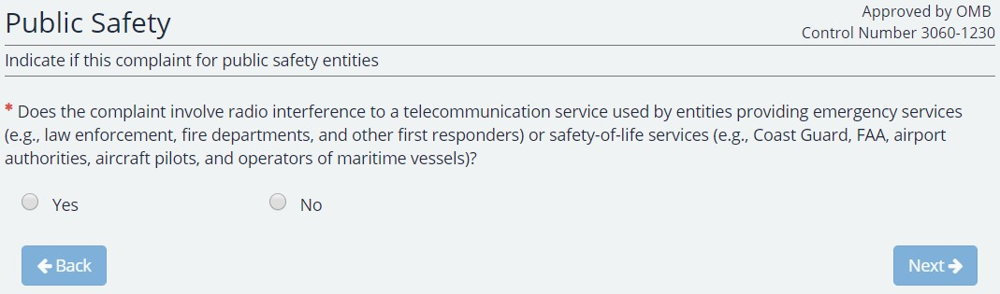 Public Safety
Approved by OMB
Control Number 3060-1230
Indicate if this complaint for public safety entities
* Does the complaint involve radio interference to a telecommunication service used by entities providing emergency services
(e.g., law enforcement, fire departments, and other first responders) or safety-of-life services (e.g., Coast Guard, FAA, airport
authorities, aircraft pilots, and operators of maritime vessels)?
Yes No
Back Next